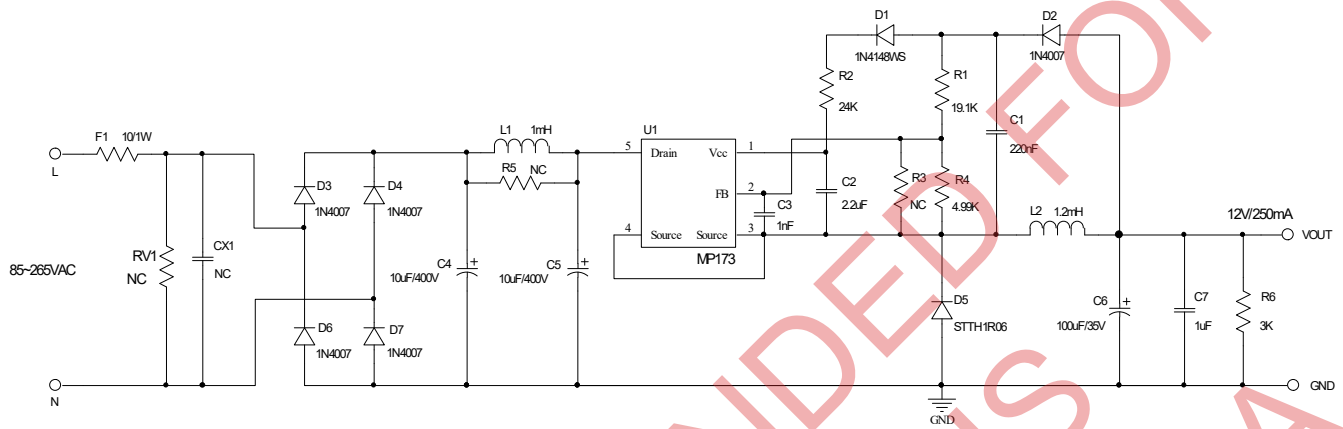 D1
1N4148WS
D2
1N4007
R2
24K
R1
19.1K
C1
220nF
F1 10/1W
L
L1 1mH
R5 NC
U1
5 Drain
Vcc 1
FB 2
4 Source
Source 3
MP173
C2
2.2uF
C3
1nF
R3
NC
R4
4.99K
L2 1.2mH
12V/250mA
VOUT
D3
1N4007
D4
1N4007
RV1
NC
CX1
NC
85~265VAC
C4
10uF/400V
C5
10uF/400V
D6
1N4007
D7
1N4007
D5
STTH1R06
C6
100uF/35V
C7
1uF
R6
3K
N
GND
GND
NDED FOR